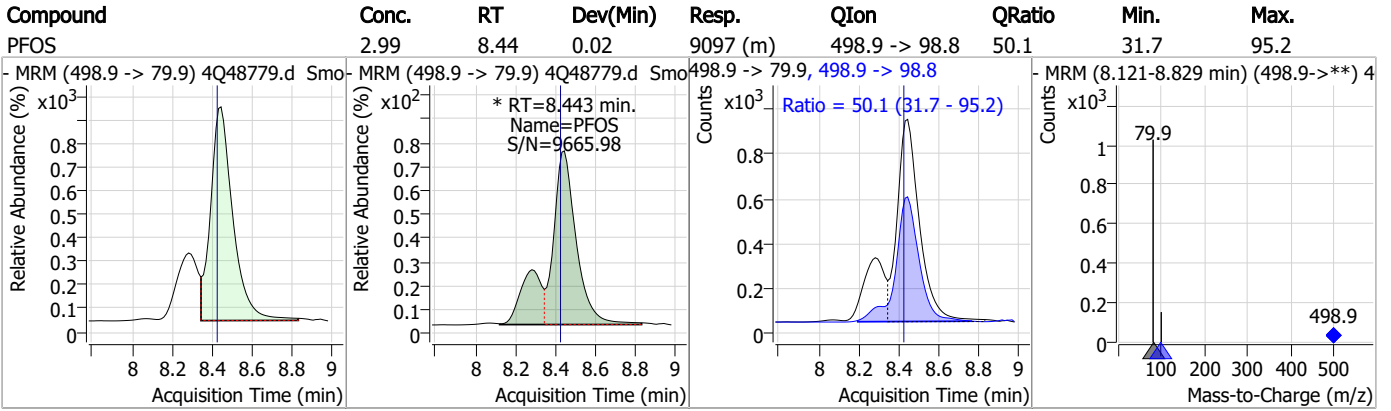 Compound Conc. RT Dev(Min) Resp. QIon QRatio Min. Max.
PFOS 2.99 8.44 0.02 9097 (m) 498.9 -> 98.8 50.1 31.7 95.2
- MRM (498.9 -> 79.9) 4Q48779.d Smo
x10³
Relative Abundance (%)
0.8
0.7
0.6
0.5
0.4
0.3
0.2
0.1
0
8 8.2 8.4 8.6 8.8 9
Acquisition Time (min)
- MRM (498.9 -> 79.9) 4Q48779.d Smo
x10²
* RT=8.443 min.
Name=PFOS
S/N=9665.98
Relative Abundance (%)
0.8
0.7
0.6
0.5
0.4
0.3
0.2
0.1
0
8 8.2 8.4 8.6 8.8 9
Acquisition Time (min)
498.9 -> 79.9, 498.9 -> 98.8
x10³
Ratio = 50.1 (31.7 - 95.2)
Counts
0.8
0.6
0.4
0.2
0
8 8.2 8.4 8.6 8.8 9
Acquisition Time (min)
- MRM (8.121-8.829 min) (498.9->**) 4
x10³
Counts
79.9
1
0.8
0.6
0.4
0.2
498.9
0
100 200 300 400 500
Mass-to-Charge (m/z)